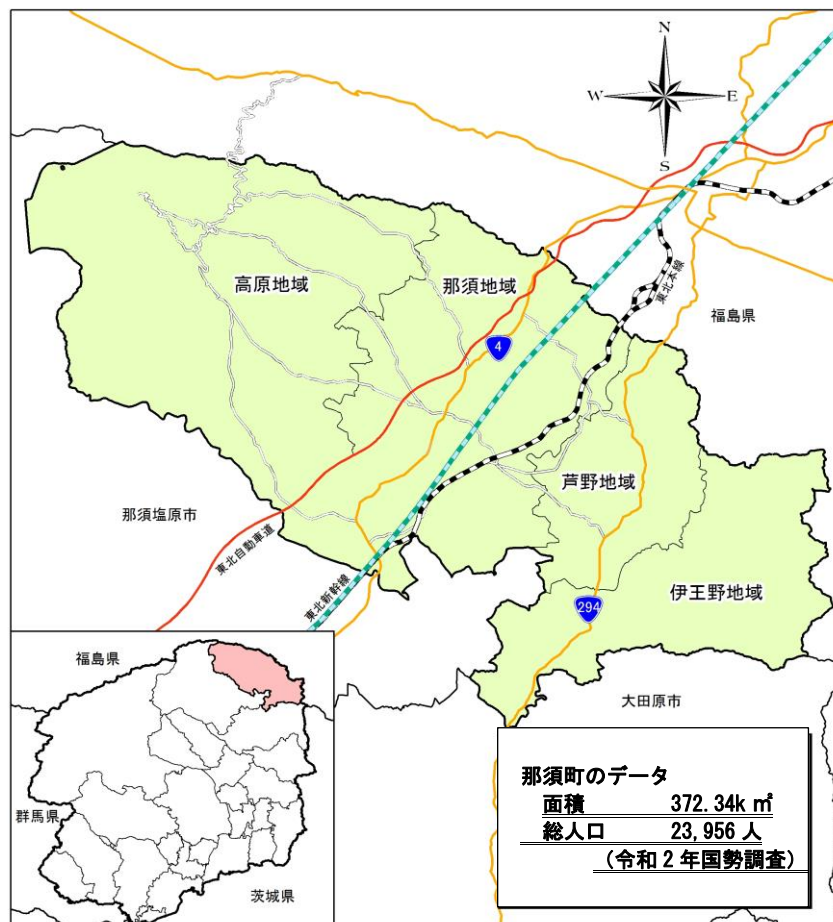 N
W E
S
高原地域
那須地域
東北本線
福島県
4
芦野地域
那須塩原市
東北自動車道
東北新幹線
伊王野地域
294
大田原市
福島県
群馬県
茨城県
那須町のデータ
面積 372.34k㎡
総人口 23,956人
（令和2年国勢調査）